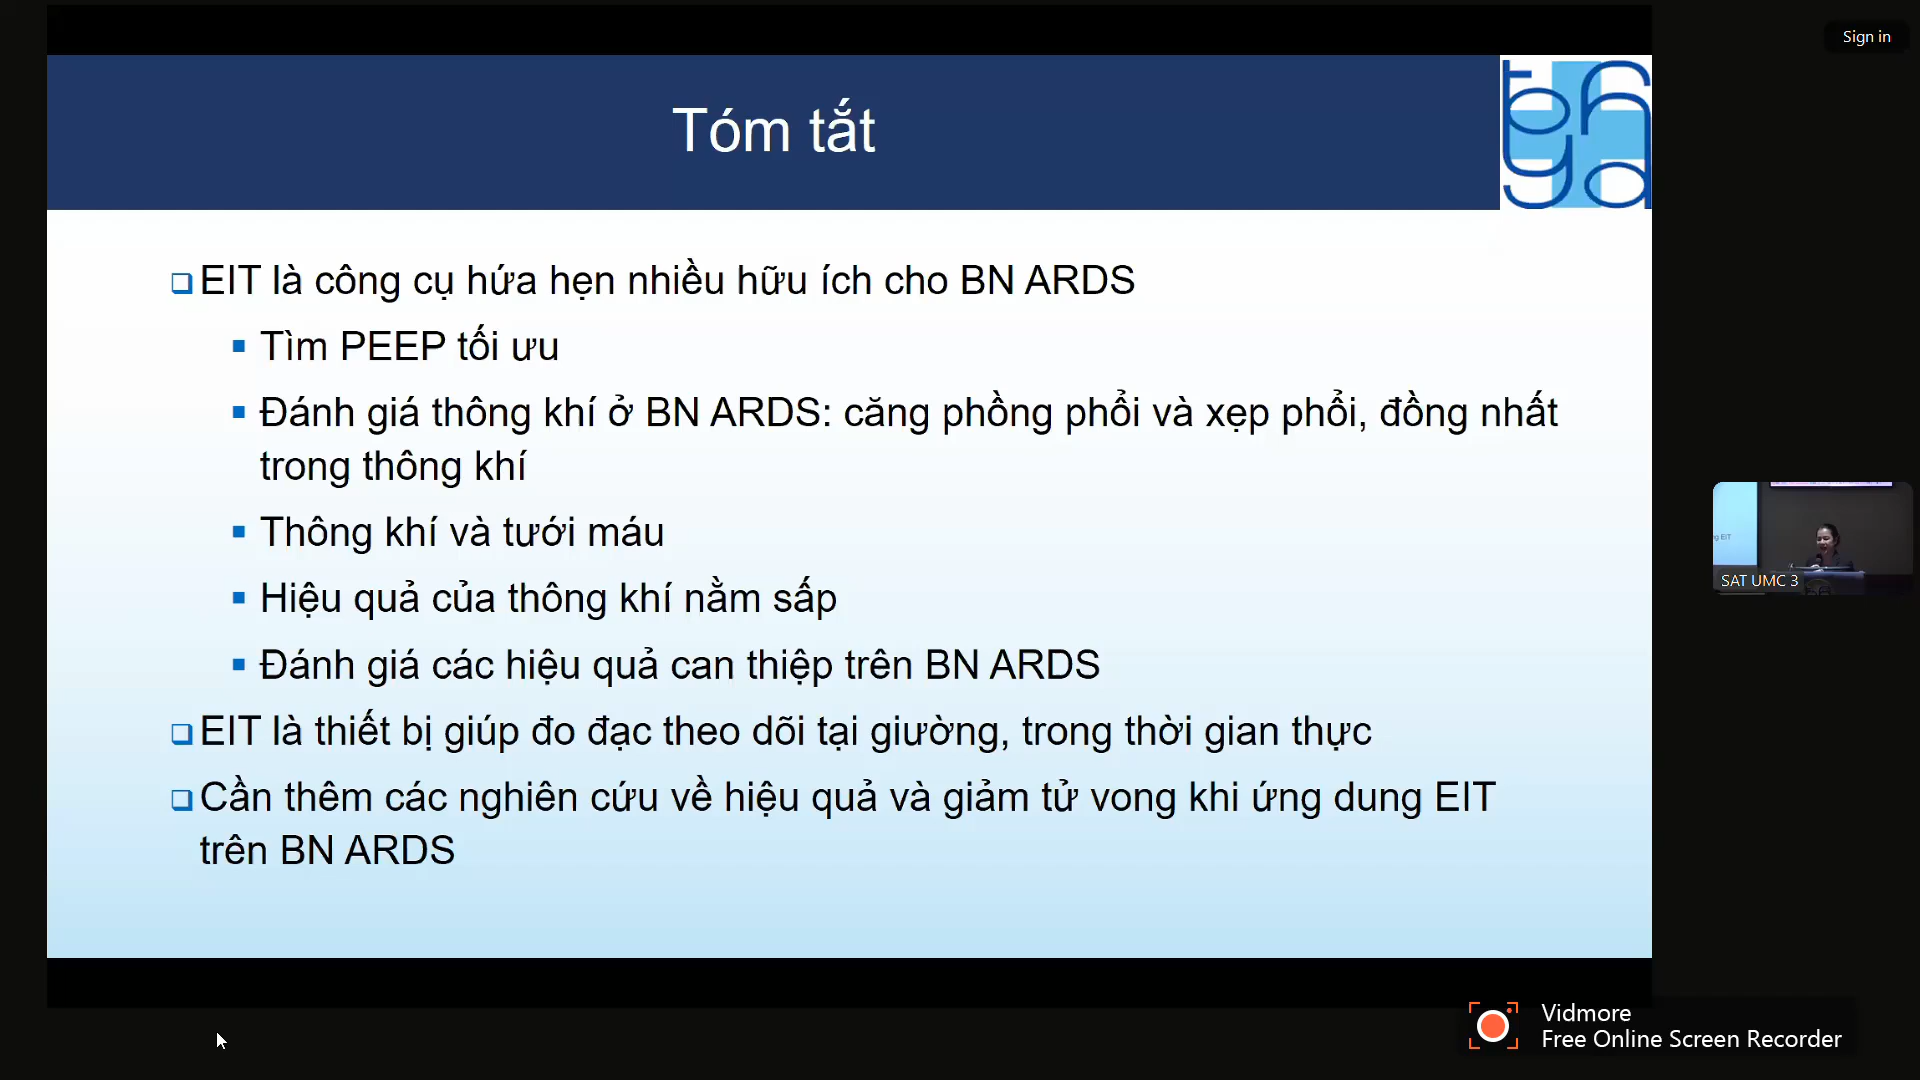 Sign in
Tóm tắt
EIT là công cụ hứa hẹn nhiều hữu ích cho BN ARDS
Tìm PEEP tối ưu
Đánh giá thông khí ở BN ARDS: căng phồng phổi và xẹp phổi, đồng nhất
trong thông khí
Thông khí và tưới máu
Hiệu quả của thông khí nằm sấp
Đánh giá các hiệu quả can thiệp trên BN ARDS
EIT là thiết bị giúp đo đạc theo dõi tại giường, trong thời gian thực
Cần thêm các nghiên cứu về hiệu quả và giảm tử vong khi ứng dung EIT
trên BN ARDS
SAT UMC 3
Vidmore
Free Online Screen Recorder